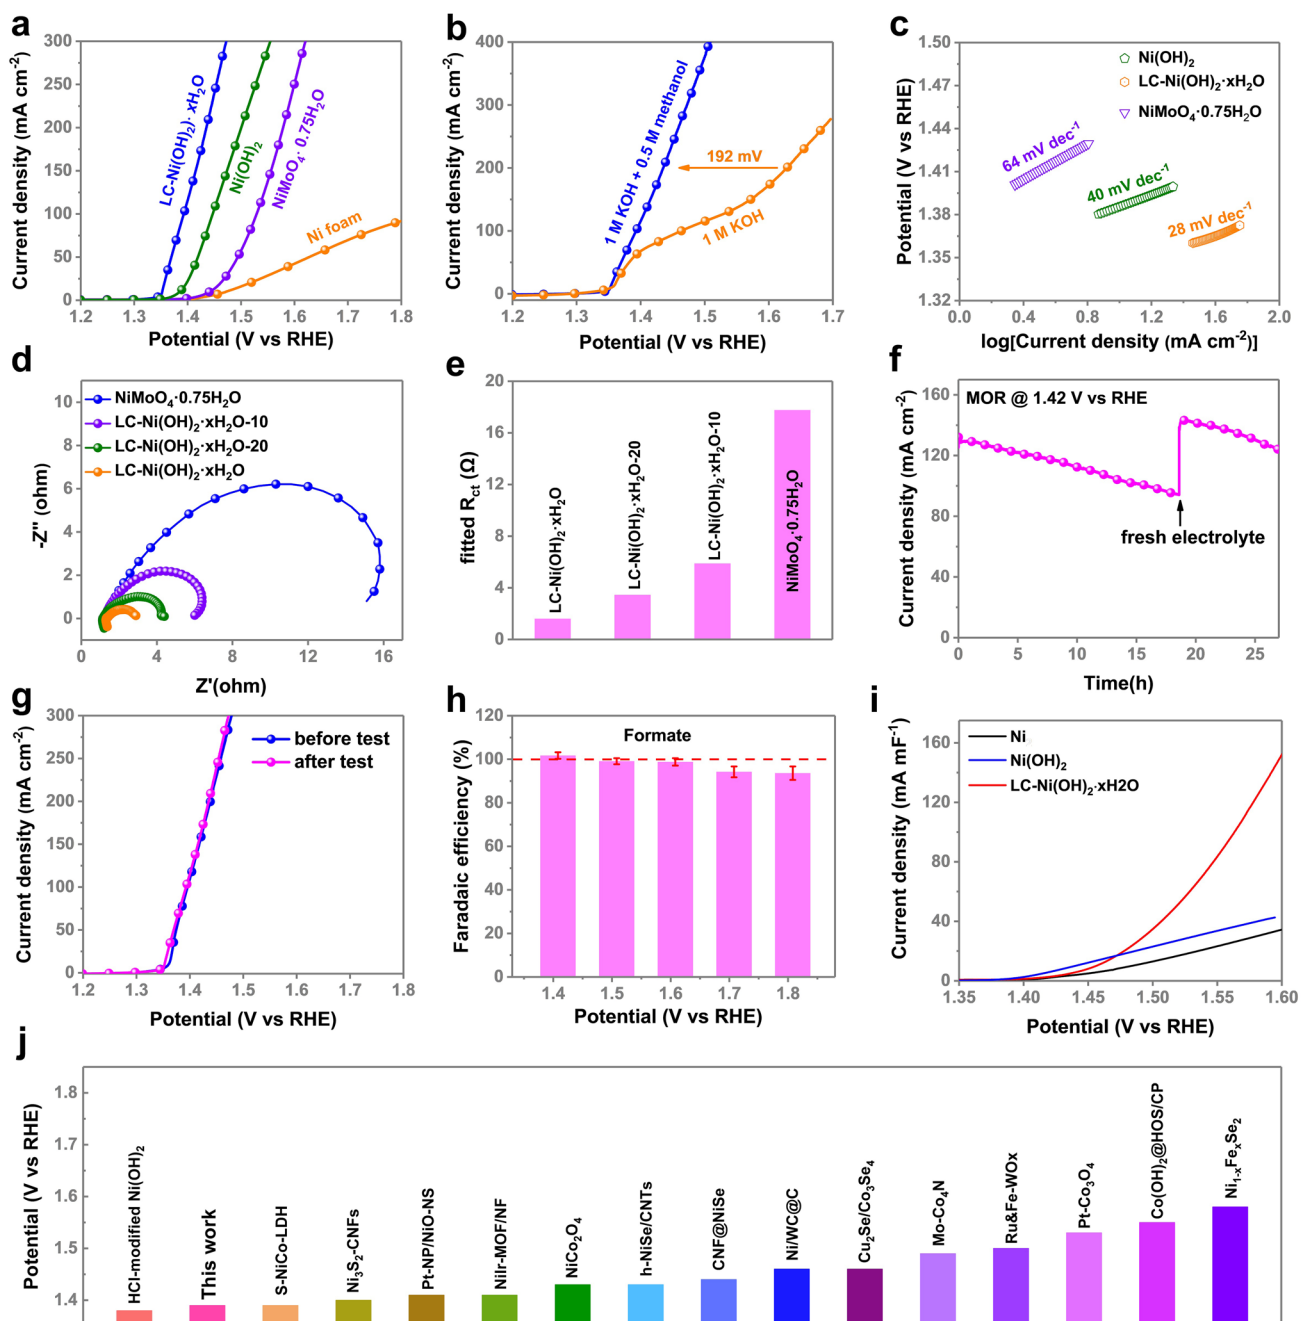 a
Current density (mA cm⁻²)
300
250
200
150
100
50
0
LC-Ni(OH)₂)· xH₂O
Ni(OH)₂
NiMoO₄· 0.75H₂O
Ni foam
1.2 1.3 1.4 1.5 1.6 1.7 1.8
Potential (V vs RHE)
b
Current density (mA cm⁻²)
400
300
200
100
0
1 M KOH + 0.5 M methanol
192 mV
1 M KOH
1.2 1.3 1.4 1.5 1.6 1.7
Potential (V vs RHE)
c
Potential (V vs RHE)
1.50
1.47
1.44
1.41
1.38
1.35
1.32
Ni(OH)₂
LC-Ni(OH)₂·xH₂O
NiMoO₄·0.75H₂O
64 mV dec⁻¹
40 mV dec⁻¹
28 mV dec⁻¹
0.0 0.4 0.8 1.2 1.6 2.0
log[Current density (mA cm⁻²)]
d
-Z'' (ohm)
10
8
6
4
2
0
NiMoO₄·0.75H₂O
LC-Ni(OH)₂·xH₂O-10
LC-Ni(OH)₂·xH₂O-20
LC-Ni(OH)₂·xH₂O
0 4 8 12 16
Z'(ohm)
e
fitted R_ct (Ω)
20
16
12
8
4
0
LC-Ni(OH)₂·xH₂O
LC-Ni(OH)₂·xH₂O-20
LC-Ni(OH)₂·xH₂O-10
NiMoO₄·0.75H₂O
f
Current density (mA cm⁻²)
160
120
80
40
0
MOR @ 1.42 V vs RHE
fresh electrolyte
0 5 10 15 20 25
Time(h)
g
Current density (mA cm⁻²)
300
250
200
150
100
50
0
before test
after test
1.2 1.3 1.4 1.5 1.6 1.7 1.8
Potential (V vs RHE)
h
Faradaic efficiency (%)
120
100
80
60
40
20
0
Formate
1.4 1.5 1.6 1.7 1.8
Potential (V vs RHE)
i
Current density (mA mF⁻¹)
160
120
80
40
0
Ni
Ni(OH)₂
LC-Ni(OH)₂·xH2O
1.35 1.40 1.45 1.50 1.55 1.60
Potential (V vs RHE)
j
Potential (V vs RHE)
1.8
1.7
1.6
1.5
1.4
HCl-modified Ni(OH)₂
This work
S-NiCo-LDH
Ni₃S₂-CNFs
Pt-NP/NiO-NS
NiIr-MOF/NF
NiCo₂O₄
h-NiSe/CNTs
CNF@NiSe
Ni/WC@C
Cu₂Se/Co₃Se₄
Mo-Co₄N
Ru&Fe-WOx
Pt-Co₃O₄
Co(OH)₂@HOS/CP
Ni₁₋ₓFeₓSe₂